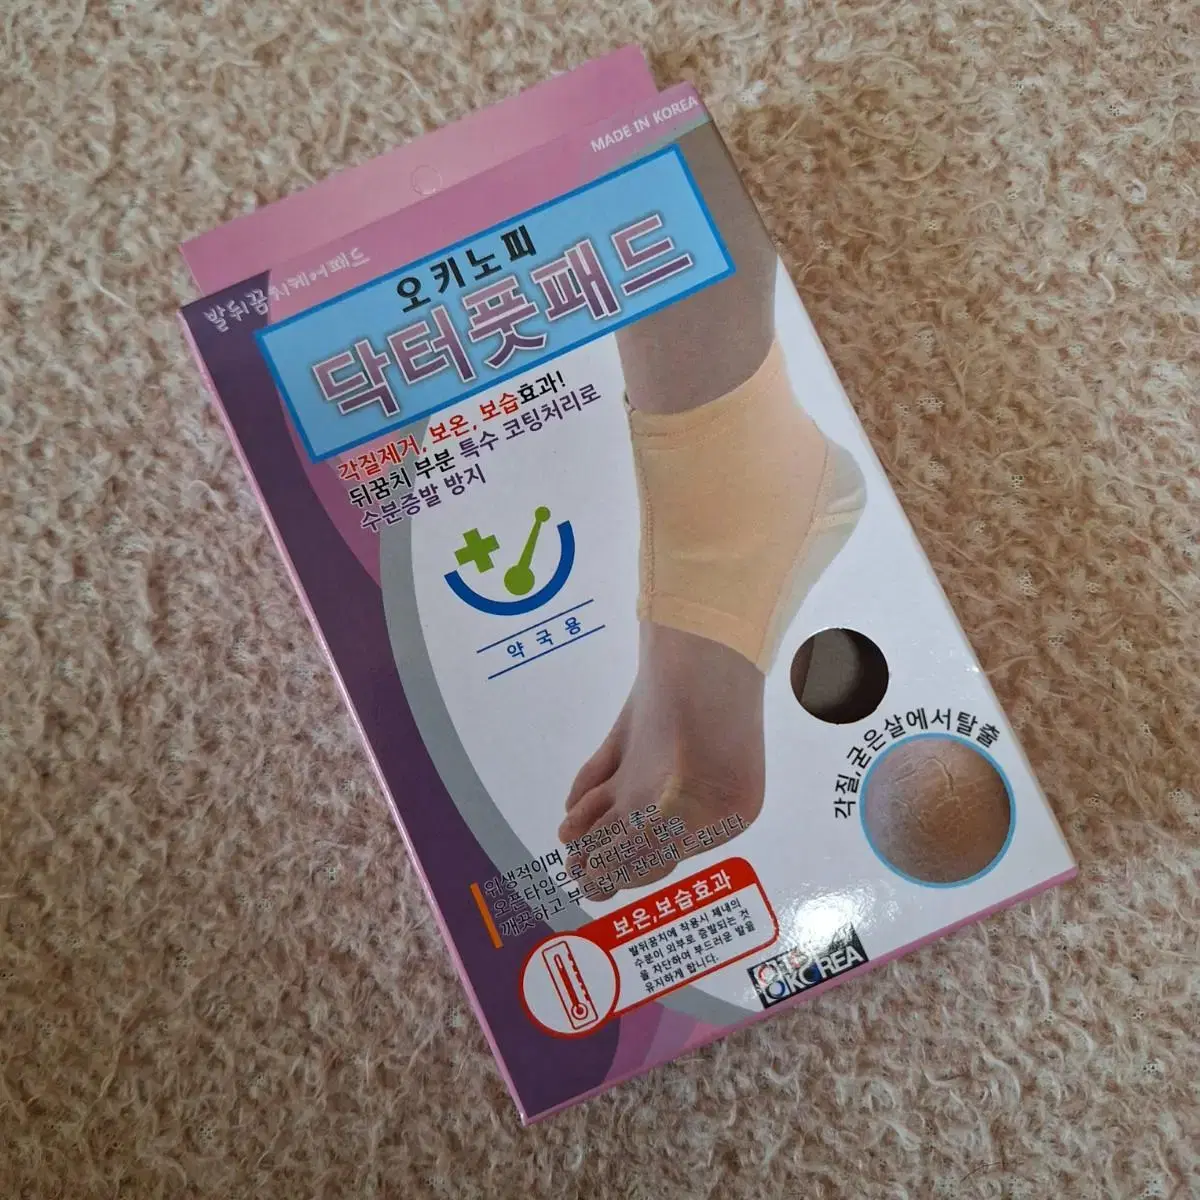 MADE IN KOREA
발뒤꿈치케어패드
오키노피
닥터풋패드
각질제거, 보온, 보습효과!
뒤꿈치 부분 특수 코팅처리로
수분증발 방지
약국용
각질,굳은살에서탈출
위생적이며 착용감이 좋은
오픈타입으로 여러분의 발을
깨끗하고 부드럽게 관리해 드립니다.
보온,보습효과
발뒤꿈치에 착용시 체내의
수분이 외부로 증발되는 것
을 차단하여 부드러운 발을
유지하게 합니다.
KOREA